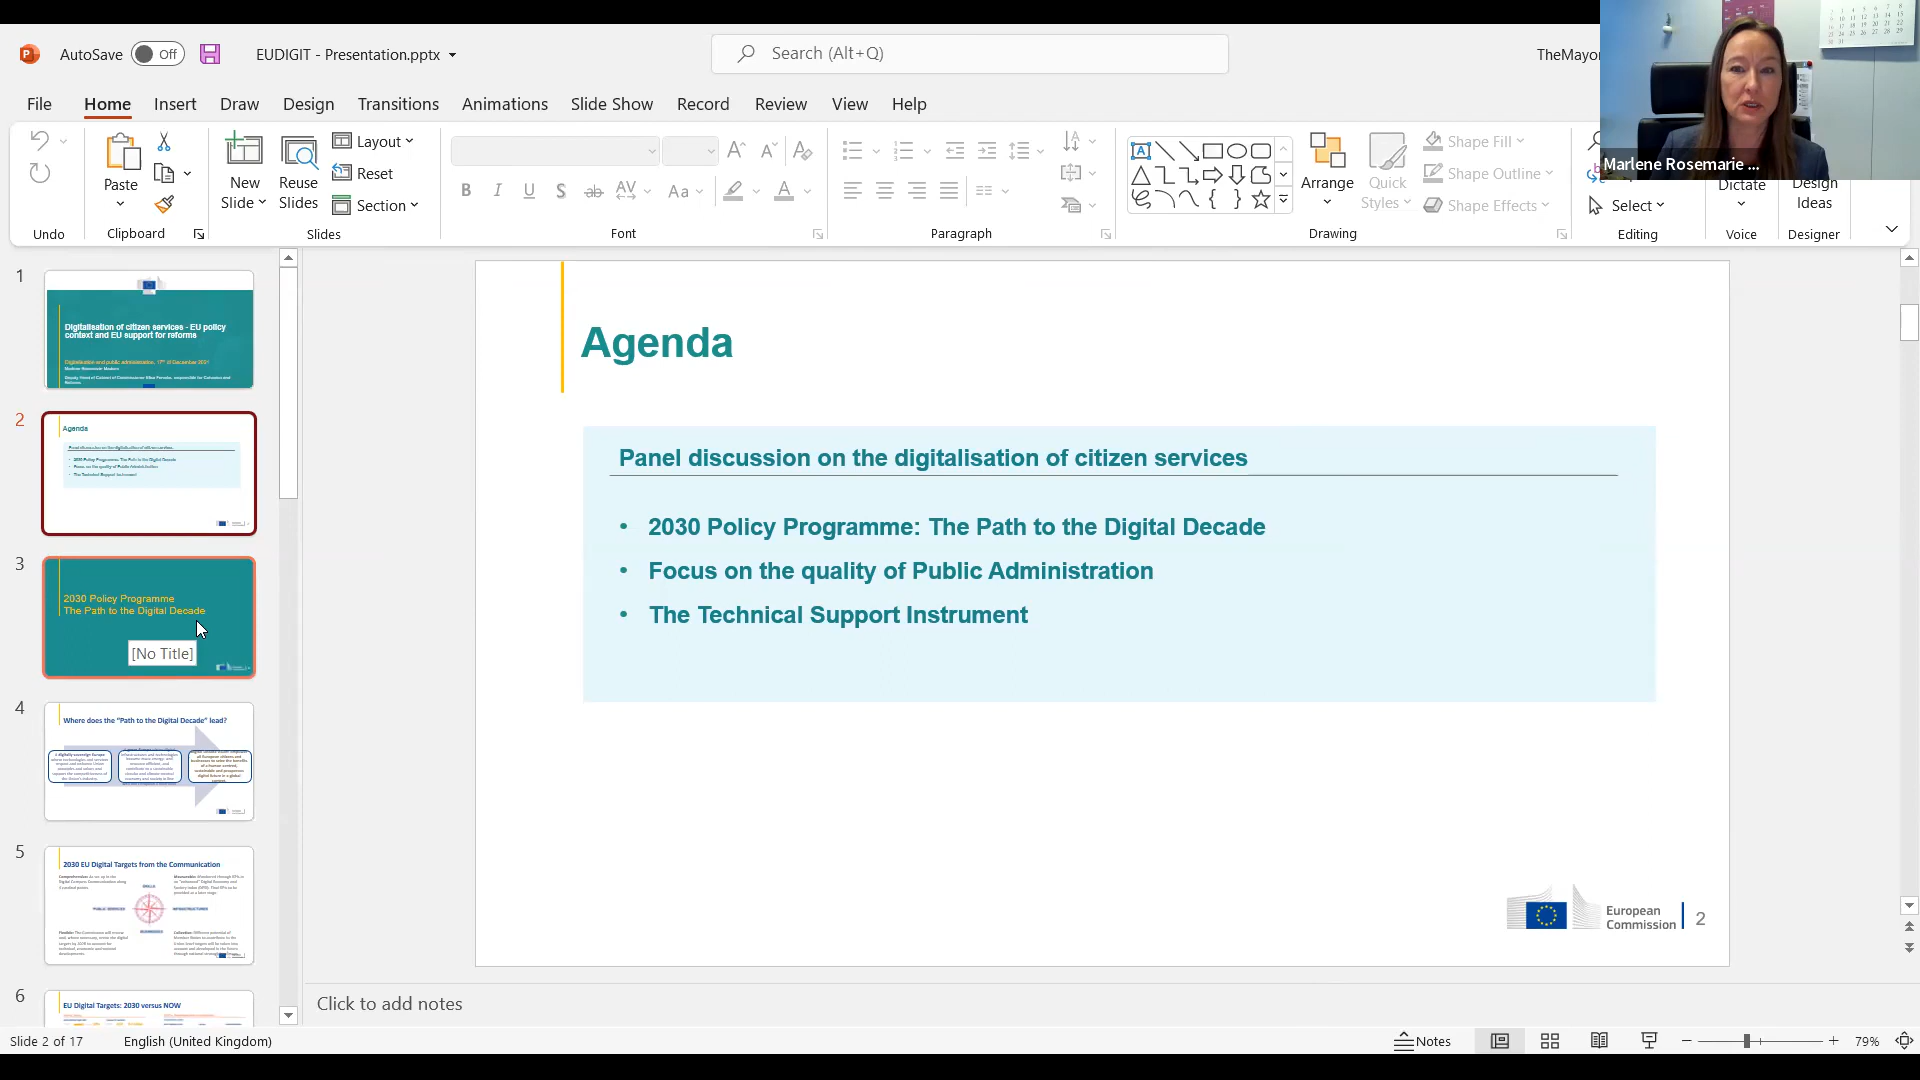 AutoSave Off
EUDIGIT - Presentation.pptx
Search (Alt+Q)
TheMayor
File Home Insert Draw Design Transitions Animations Slide Show Record Review View Help
Paste
New Slide
Reuse Slides
Layout
Reset
Section
B I U S ab AV Aa A
Arrange
Quick Styles
Shape Fill
Shape Outline
Shape Effects
Select
Dictate
Design Ideas
Marlene Rosemarie ...
Undo Clipboard Slides Font Paragraph Drawing Editing Voice Designer
1
Digitalisation of citizen services - EU policy
context and EU support for reforms
2
Agenda
3
2030 Policy Programme
The Path to the Digital Decade
[No Title]
4
Where does the "Path to the Digital Decade" lead?
5
2030 EU Digital Targets from the Communication
6
EU Digital Targets: 2030 versus NOW
Agenda
Panel discussion on the digitalisation of citizen services
• 2030 Policy Programme: The Path to the Digital Decade
• Focus on the quality of Public Administration
• The Technical Support Instrument
European
Commission
2
Click to add notes
Slide 2 of 17
English (United Kingdom)
Notes
79%